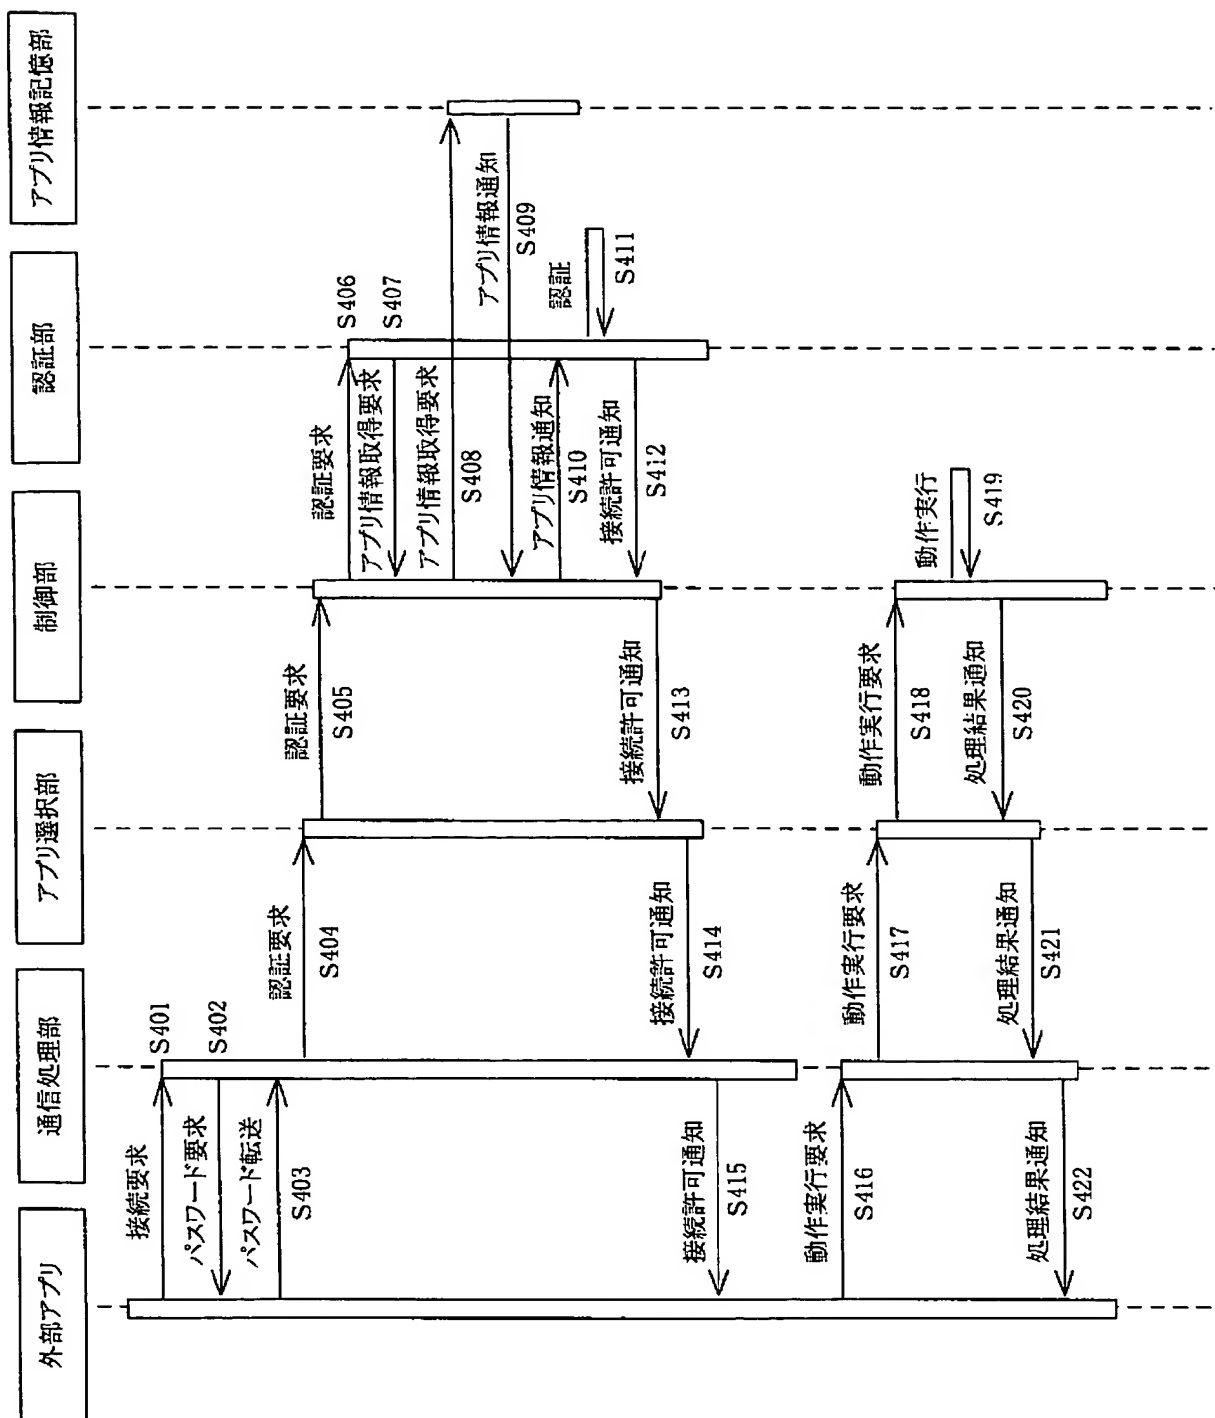 外部アプリ
通信処理部
アプリ選択部
制御部
認証部
アプリ情報記憶部
接続要求
S401
パスワード要求
S402
パスワード転送
S403
認証要求
S404
認証要求
S405
認証要求
S406
アプリ情報取得要求
S407
アプリ情報取得要求
S408
アプリ情報通知
S409
アプリ情報通知
S410
認証
S411
接続許可通知
S412
接続許可通知
S413
接続許可通知
S414
接続許可通知
S415
動作実行要求
S416
動作実行要求
S417
動作実行要求
S418
動作実行
S419
処理結果通知
S420
処理結果通知
S421
処理結果通知
S422